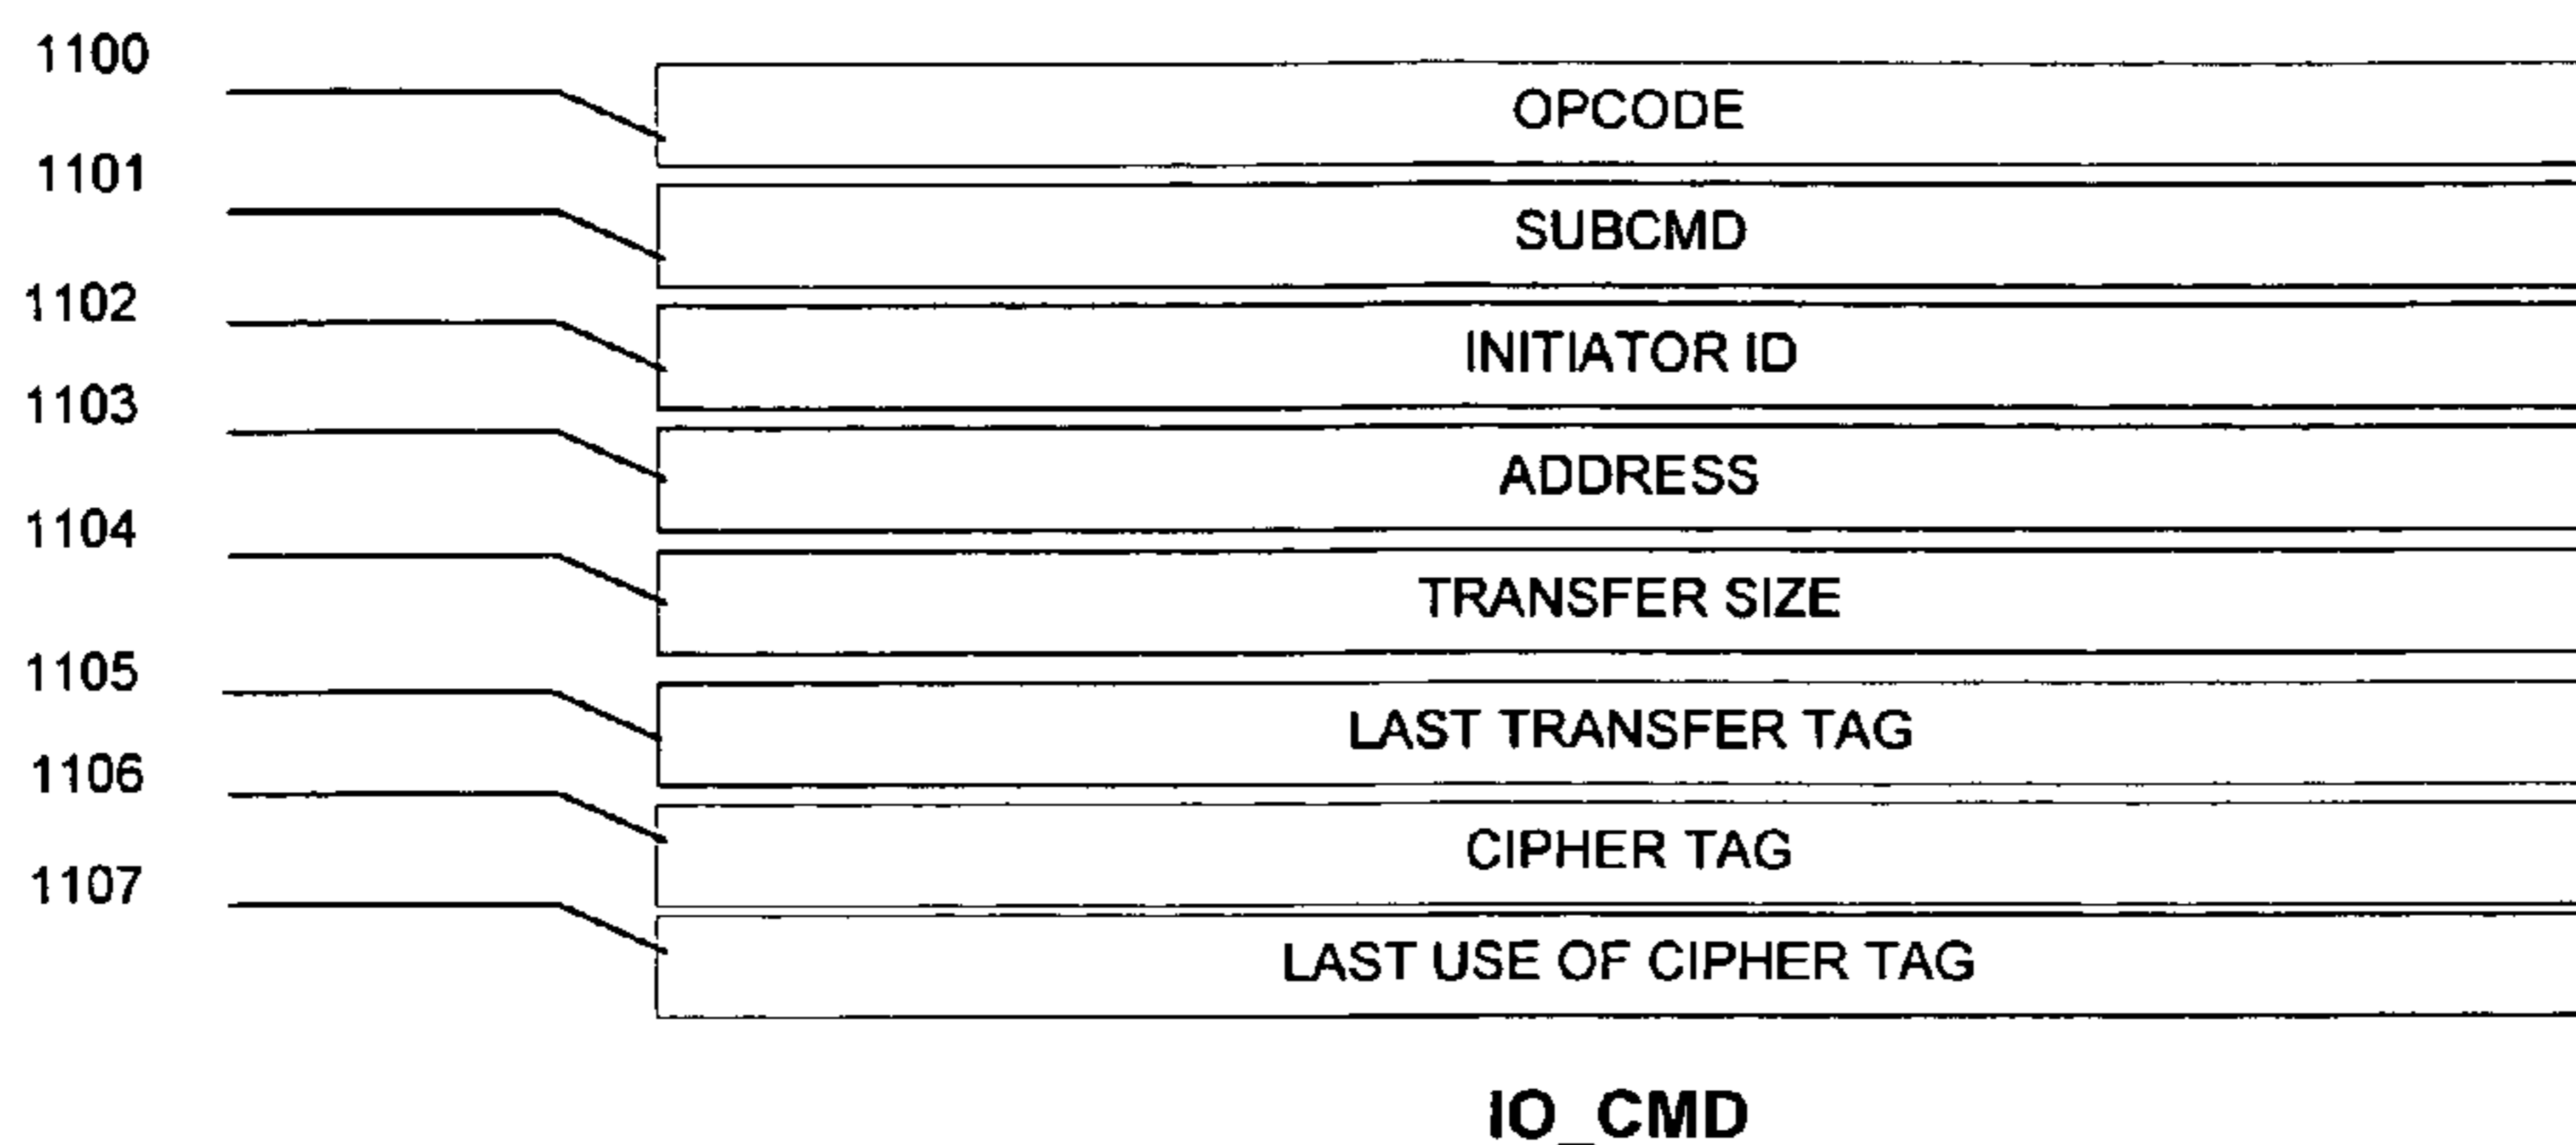 1100
OPCODE
1101
SUBCMD
1102
INITIATOR ID
1103
ADDRESS
1104
TRANSFER SIZE
1105
LAST TRANSFER TAG
1106
CIPHER TAG
1107
LAST USE OF CIPHER TAG
IO_CMD